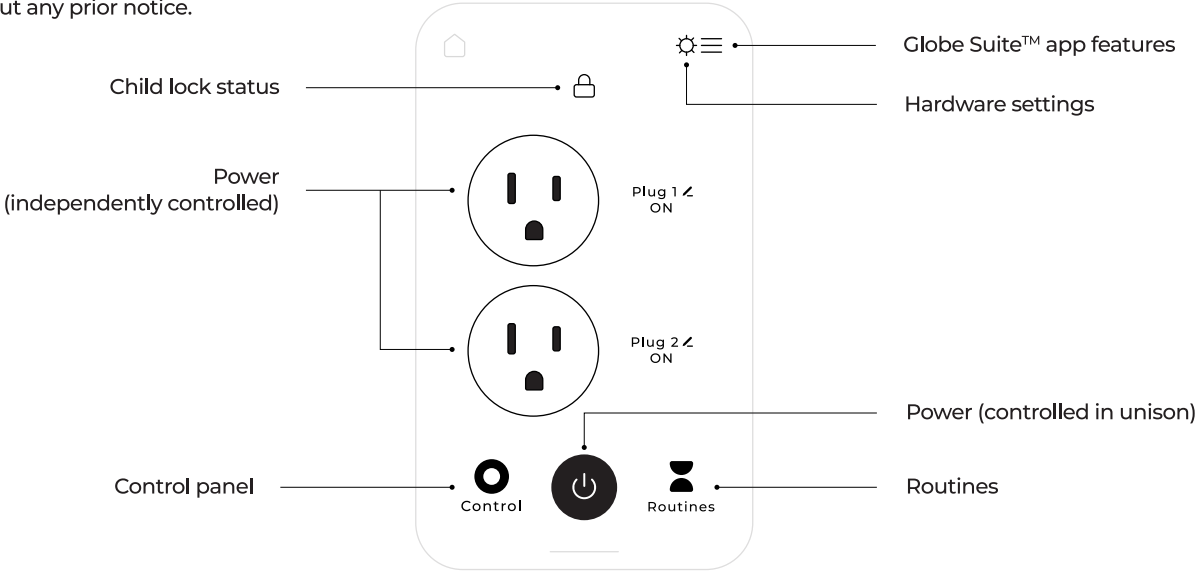 any prior notice.
Globe Suite™ app features
Child lock status
Hardware settings
Power
(independently controlled)
Plug 1
ON
Plug 2
ON
Power (controlled in unison)
Control panel
Control
Routines
Routines